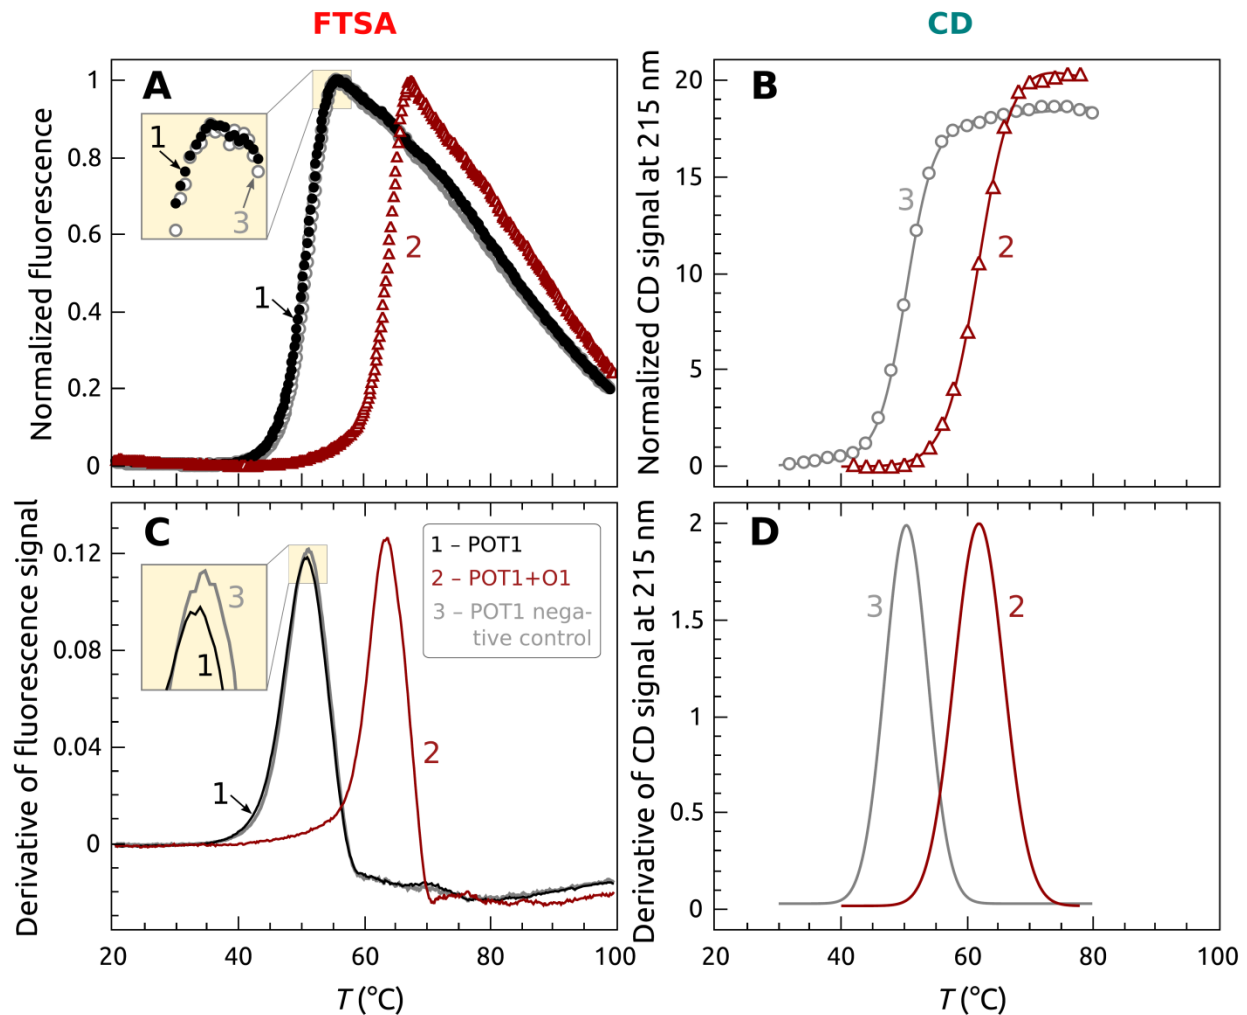 FTSA
CD
A
Normalized fluorescence
1
0.8
0.6
0.4
0.2
0
1
3
1
2
B
Normalized CD signal at 215 nm
20
15
10
5
0
3
2
C
Derivative of fluorescence signal
0.12
0.08
0.04
0
3
1
1
2
1 – POT1
2 – POT1+O1
3 – POT1 nega-
tive control
20
40
60
80
100
T (°C)
D
Derivative of CD signal at 215 nm
2
1.5
1
0.5
0
3
2
20
40
60
80
100
T (°C)